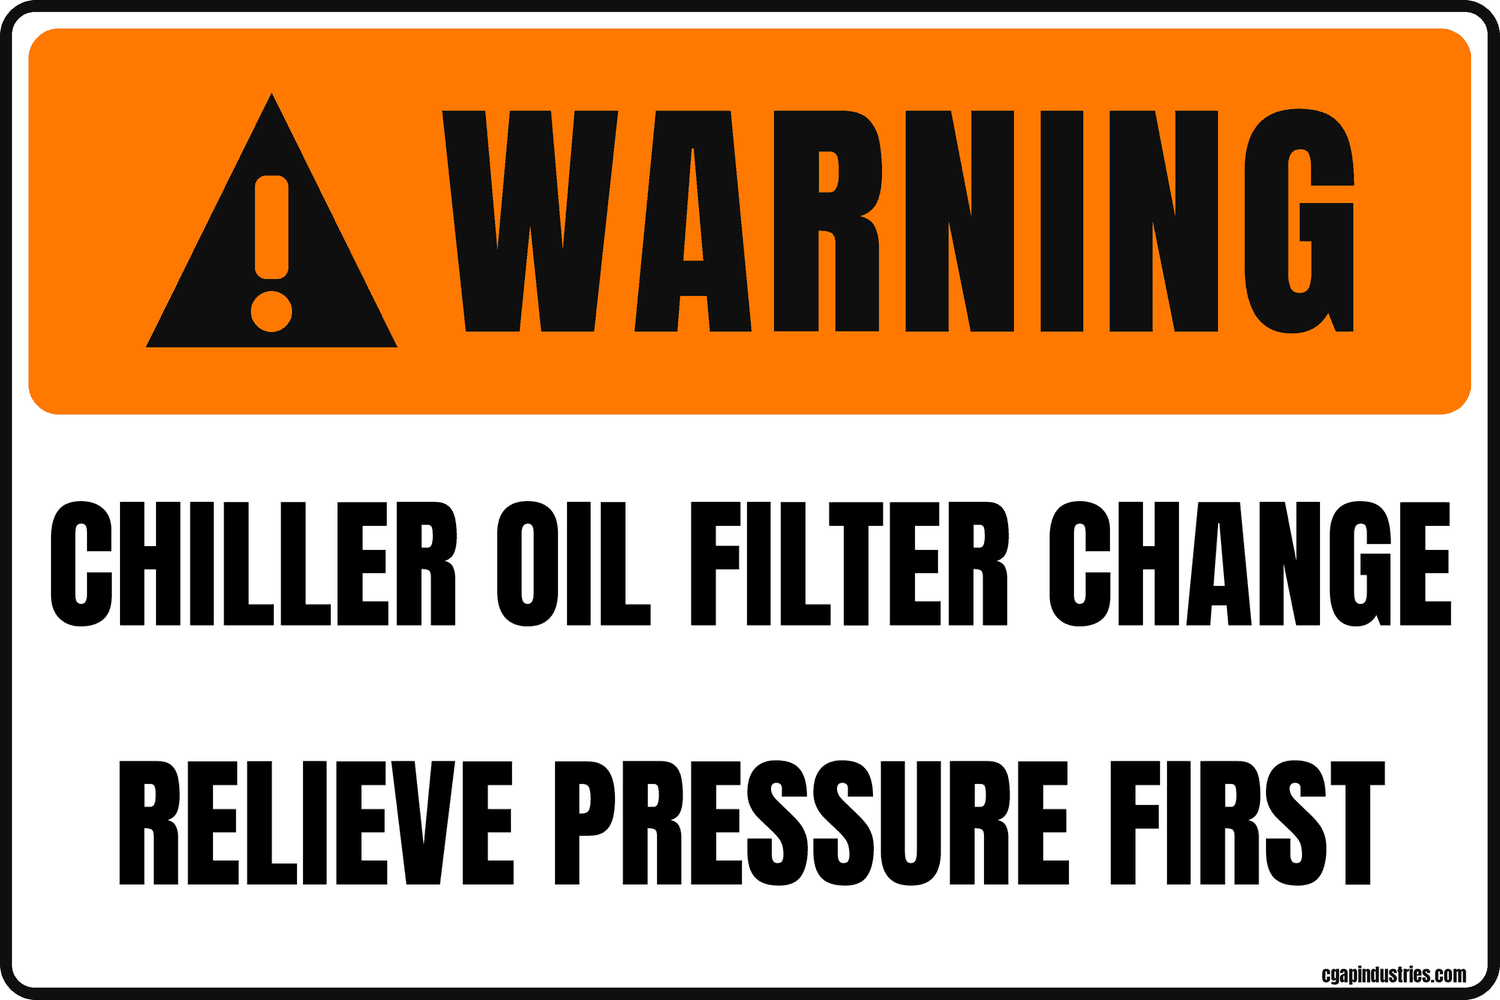 WARNING
CHILLER OIL FILTER CHANGE
RELIEVE PRESSURE FIRST
cgapindustries.com